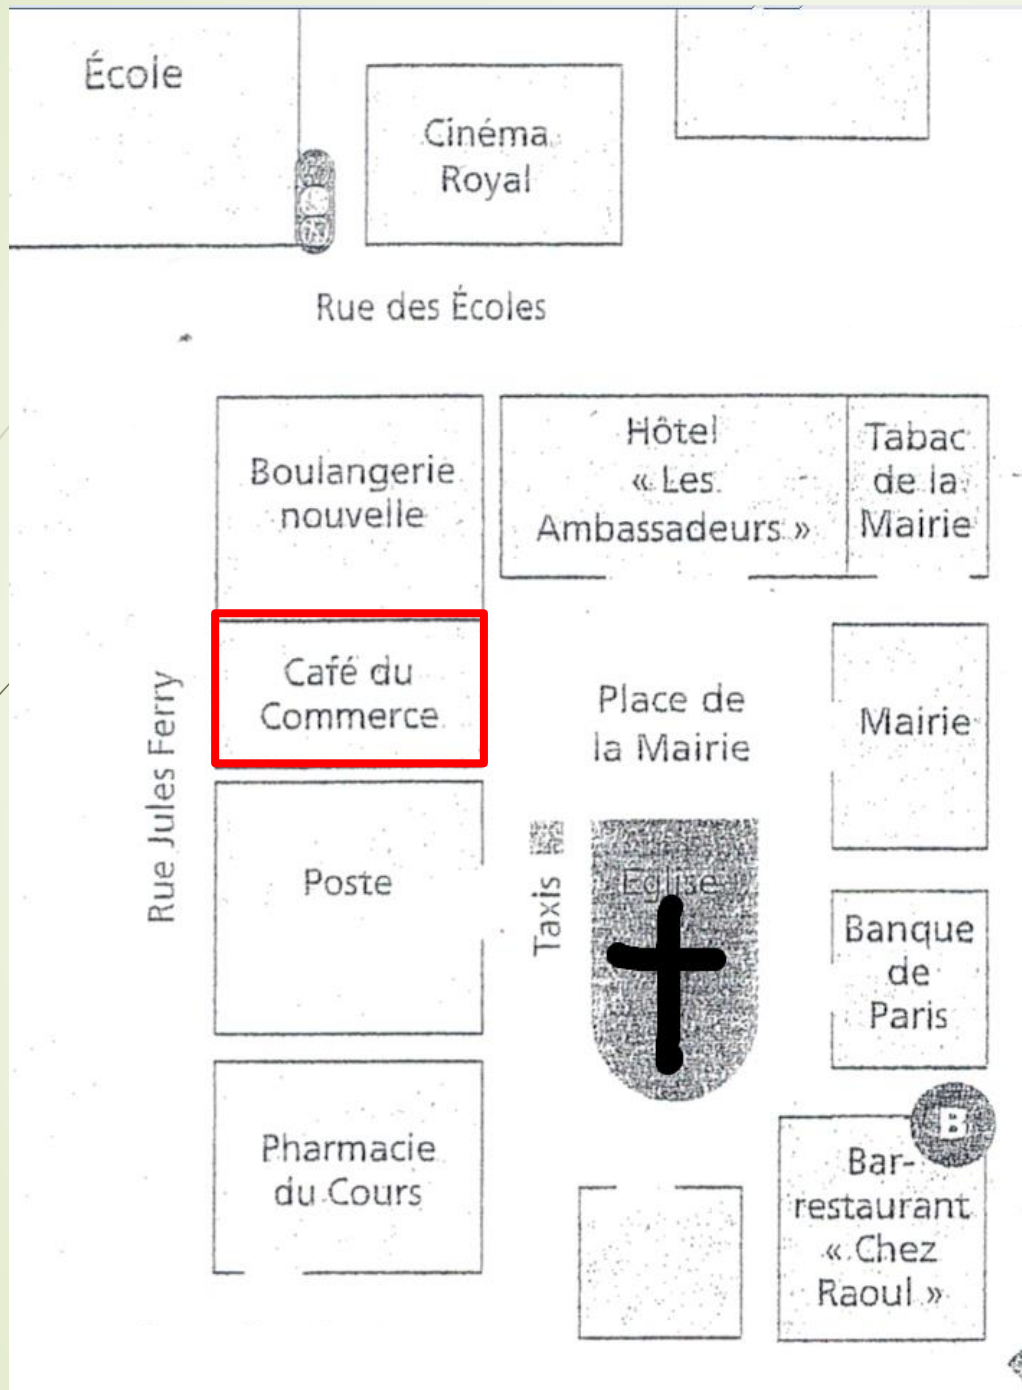 École
Cinéma
Royal
Rue des Écoles
Boulangerie
nouvelle
Hôtel
« Les
Ambassadeurs »
Tabac
de la
Mairie
Café du
Commerce
Rue Jules Ferry
Place de
la Mairie
Mairie
Poste
Taxis
Eglise
Banque
de
Paris
B
Pharmacie
du Cours
Bar-
restaurant
« Chez
Raoul »